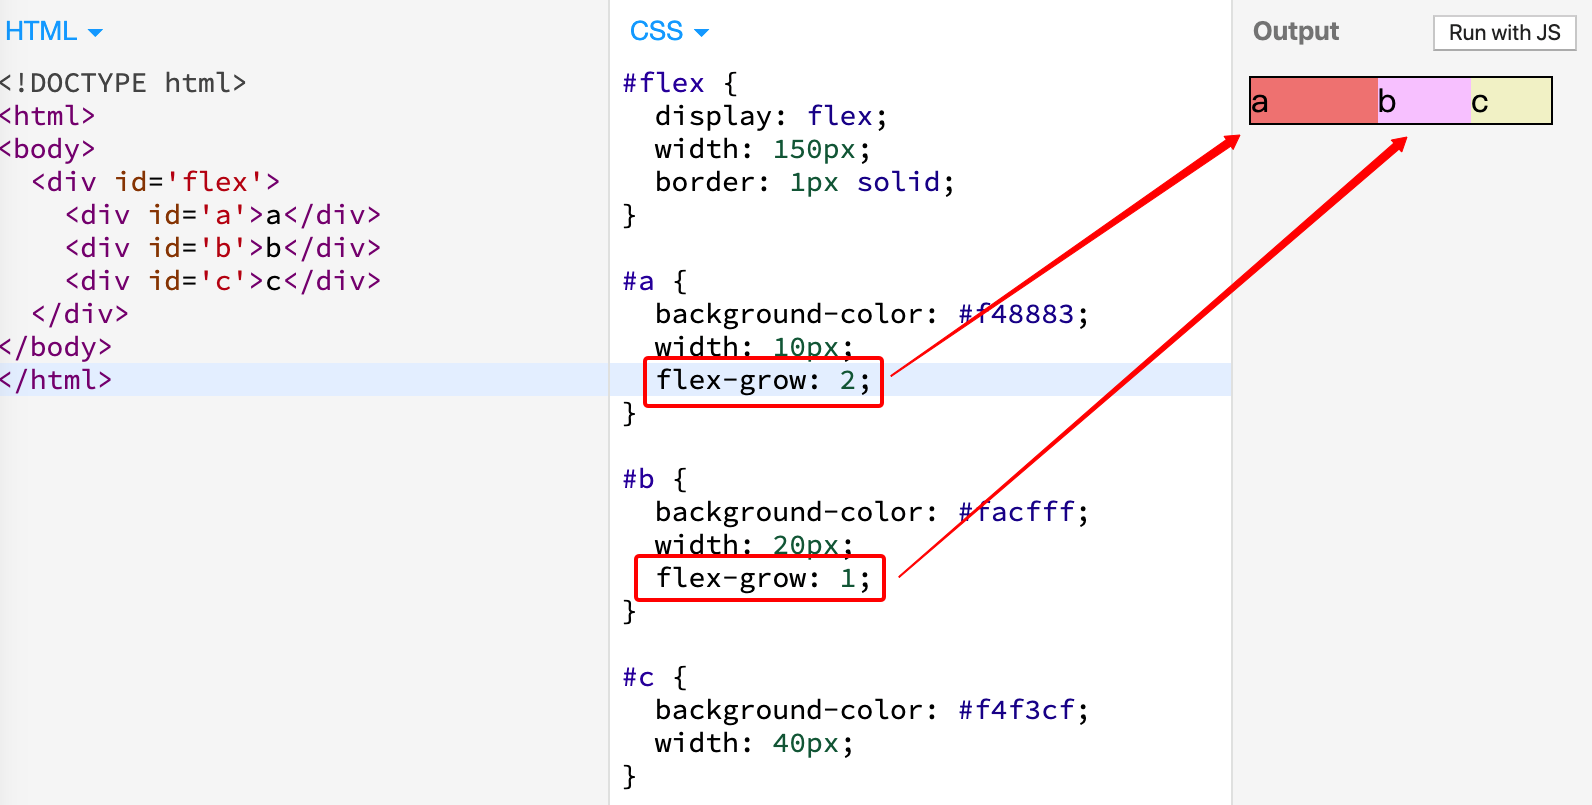 HTML
<!DOCTYPE html>
<html>
<body>
  <div id='flex'>
    <div id='a'>a</div>
    <div id='b'>b</div>
    <div id='c'>c</div>
  </div>
</body>
</html>
CSS
#flex {
  display: flex;
  width: 150px;
  border: 1px solid;
}
#a {
  background-color: #f48883;
  width: 10px;
  flex-grow: 2;
}
#b {
  background-color: #facfff;
  width: 20px;
  flex-grow: 1;
}
#c {
  background-color: #f4f3cf;
  width: 40px;
}
Output
Run with JS
a b c